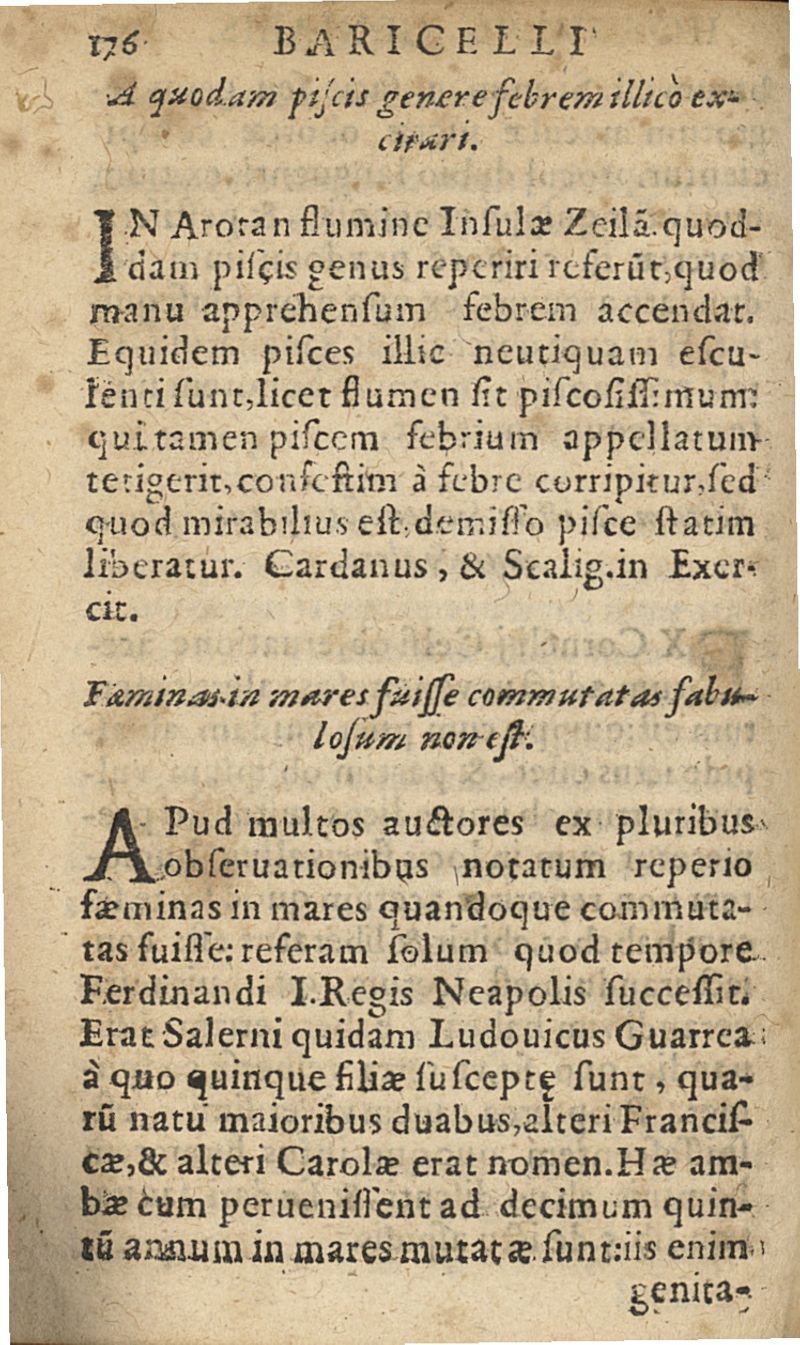 176 BARICELLI
A quodam piſcis genere febrem illicò ex-
citari.
IN Arotan flumine Inſulæ Zeilã. quod-
dam piſcis genus reperiri referũt, quod
manu apprehenſum febrem accendat.
Equidem piſces illic neutiquam eſcu-
lenti ſunt, licet flumen ſit piſcoſiſſimum:
qui tamen piſcem febrium appellatum
tetigerit, confeſtim à febre corripitur, ſed
quod mirabilius eſt, demiſſo piſce ſtatim
liberatur. Cardanus, & Scalig. in Exer-
cit.
Fæminas in mares fuiſſe commutatas fabu-
loſum non eſt.
APud multos auctores ex pluribus
obſeruationibus notatum reperio
fæminas in mares quandoque commuta-
tas fuiſſe: referam ſolum quod tempore
Ferdinandi I. Regis Neapolis ſucceſſit.
Erat Salerni quidam Ludouicus Guarrea
à quo quinque filiæ ſuſceptę ſunt, qua-
rũ natu maioribus duabus, alteri Franciſ-
cæ, & alteri Carolæ erat nomen. Hæ am-
bæ cum perueniſſent ad decimum quin-
tũ annum in mares mutatæ ſunt: iis enim
genita-